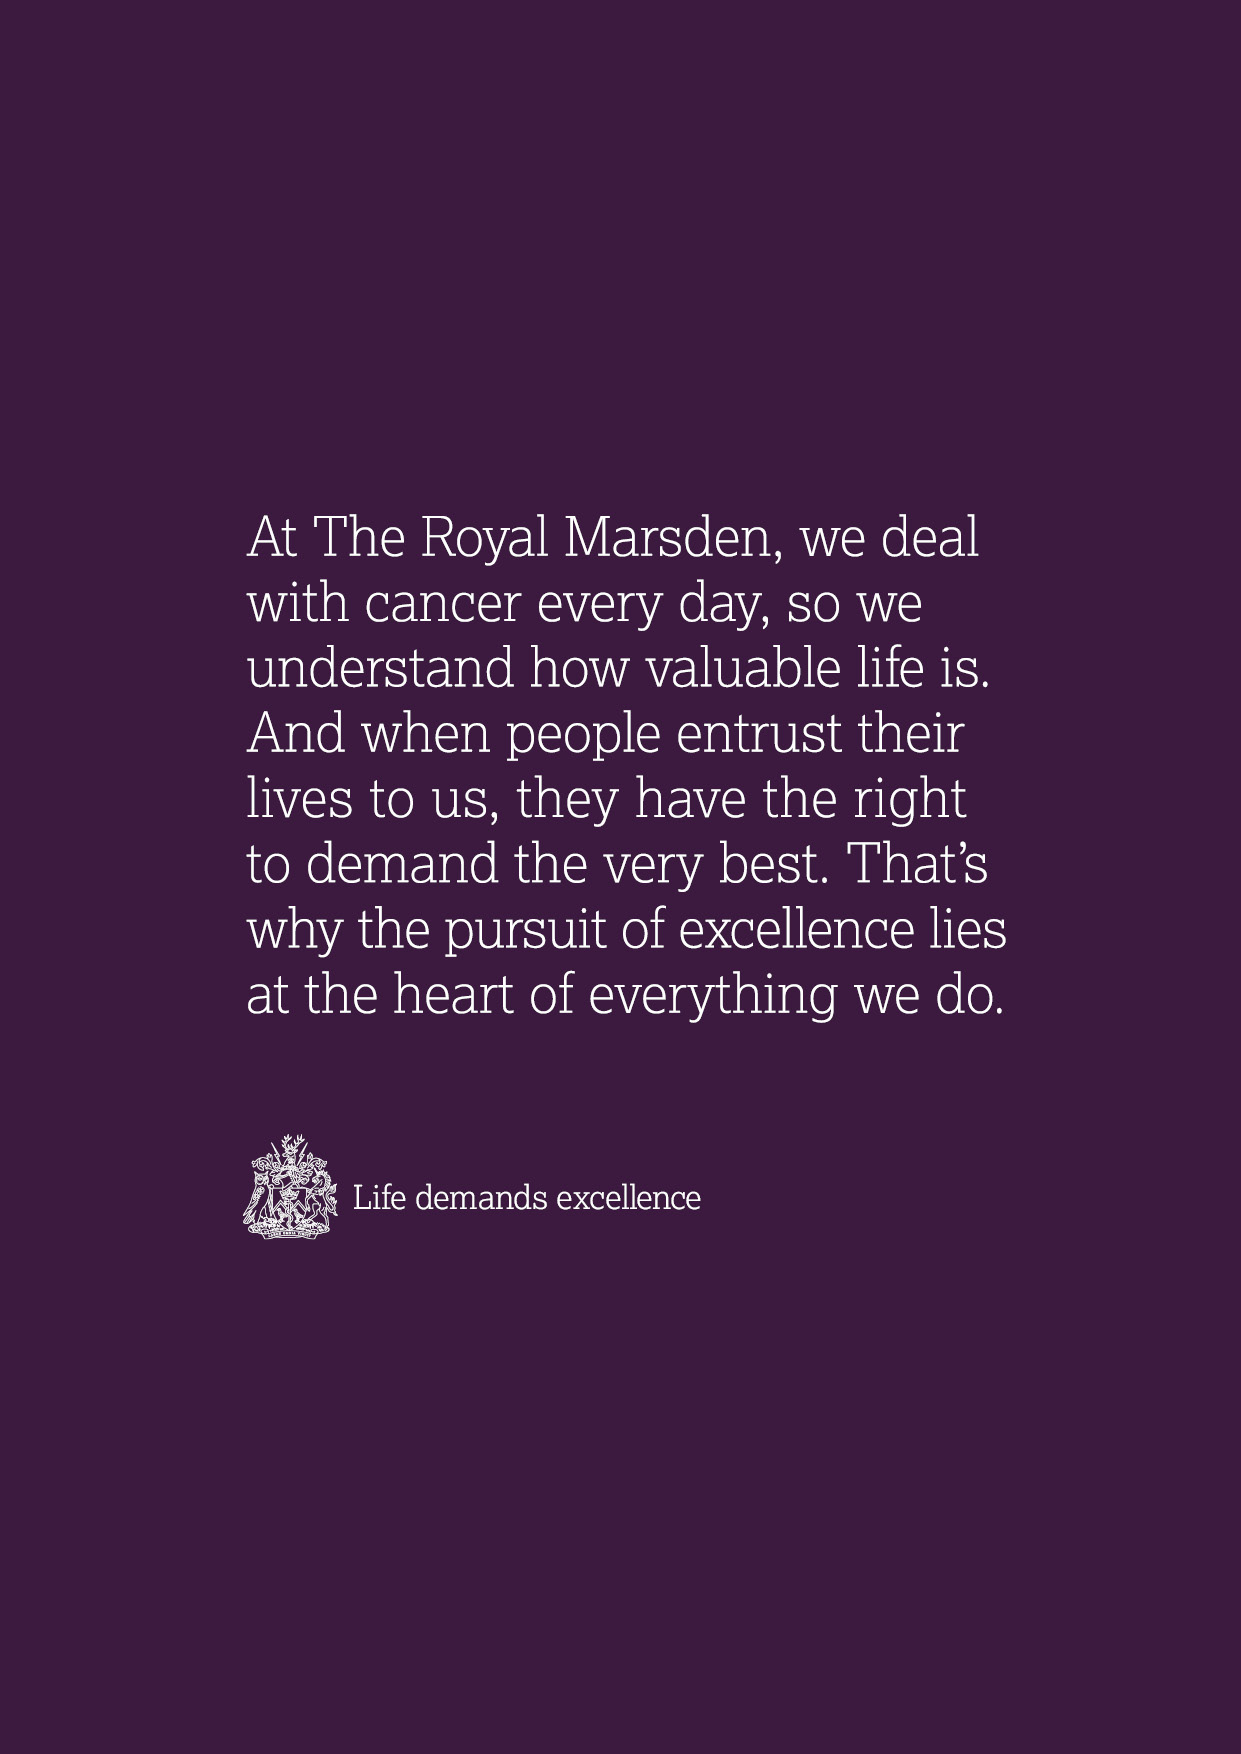 At The Royal Marsden, we deal
with cancer every day, so we
understand how valuable life is.
And when people entrust their
lives to us, they have the right
to demand the very best. That’s
why the pursuit of excellence lies
at the heart of everything we do.
Life demands excellence